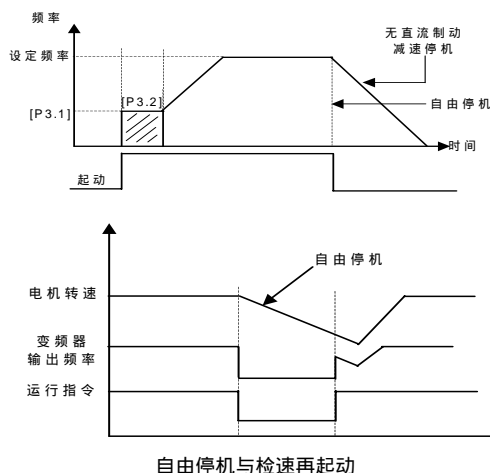 频率
设定频率
[P3.2]
[P3.1]
无直流制动
减速停机
自由停机
时间
起动
自由停机
电机转速
变频器
输出频率
运行指令
自由停机与检速再起动